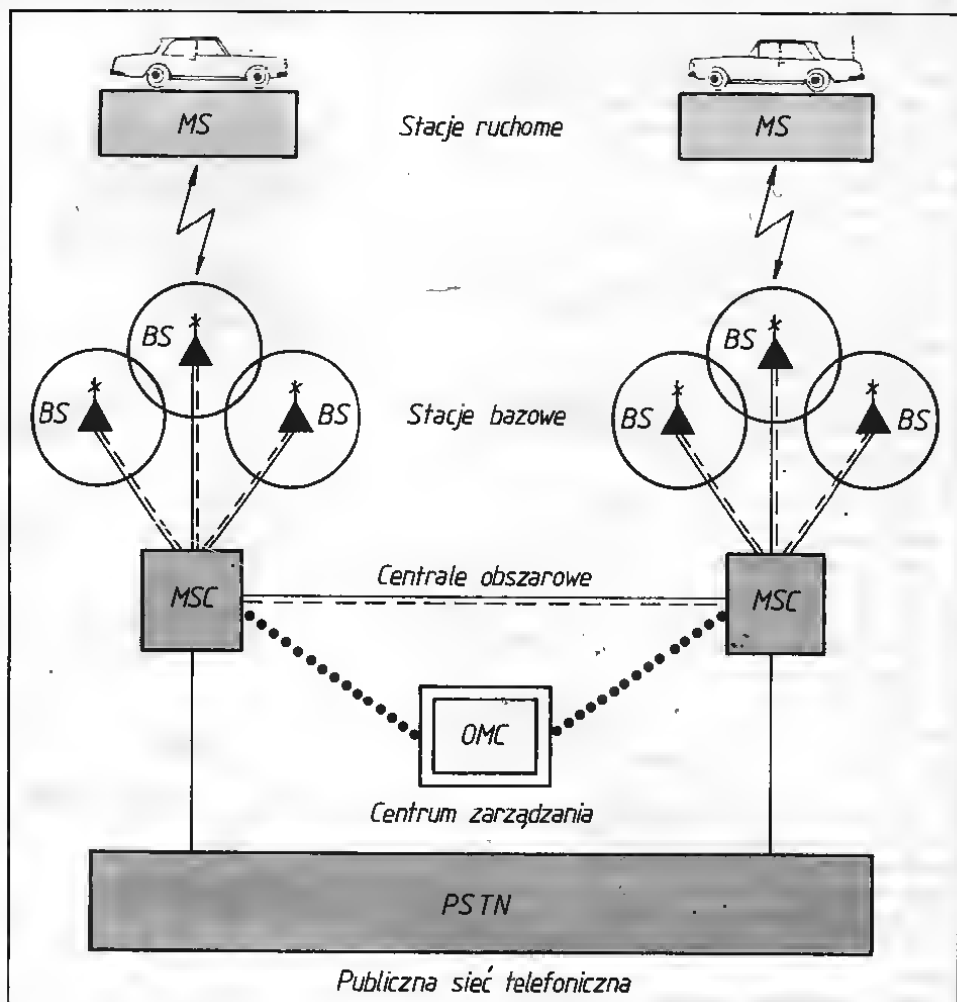 MS
Stacje ruchome
MS
BS
BS
BS
BS
Stacje bazowe
BS
BS
MSC
Centrale obszarowe
MSC
OMC
Centrum zarządzania
PSTN
Publiczna sieć telefoniczna